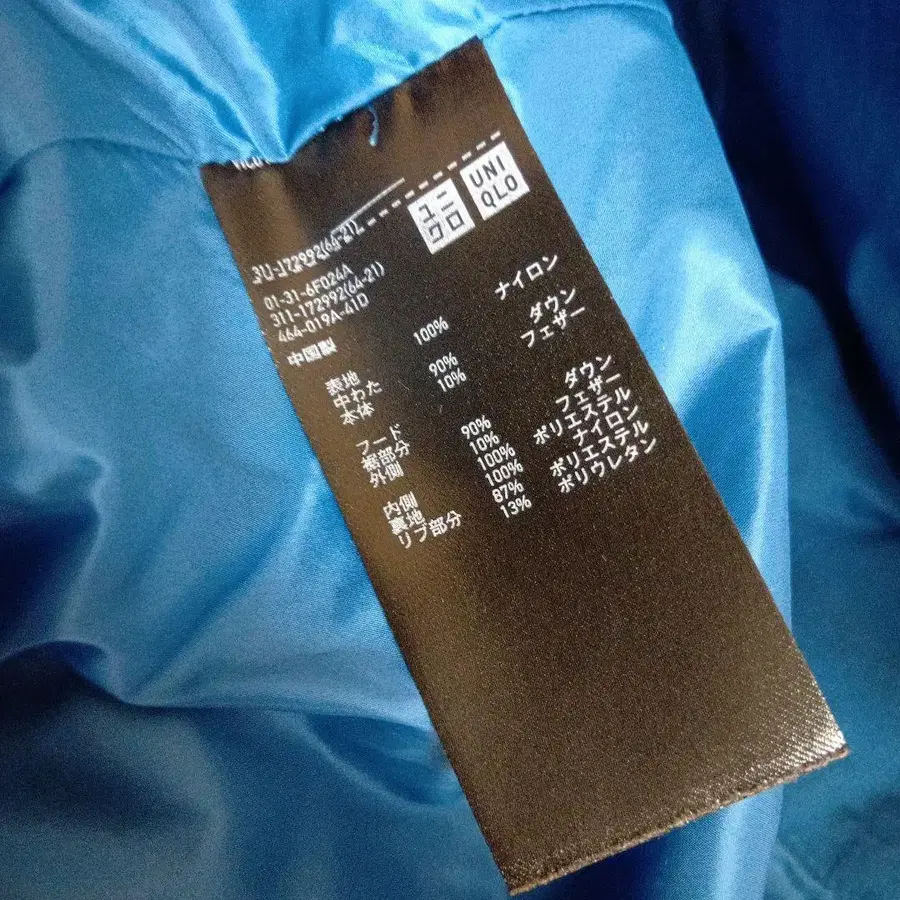 ユニ
クロ
UNI
QLO
311-172992(64-21)
01-31-6F024A
311-172992(64-21)
464-019A-41D
中国製
表地
中わた
本体
フード
裾部分
外側
内側
裏地
リブ部分
100%
90%
10%
90%
10%
100%
100%
87%
13%
ナイロン
ダウン
フェザー
ダウン
フェザー
ポリエステル
ナイロン
ポリエステル
ポリウレタン